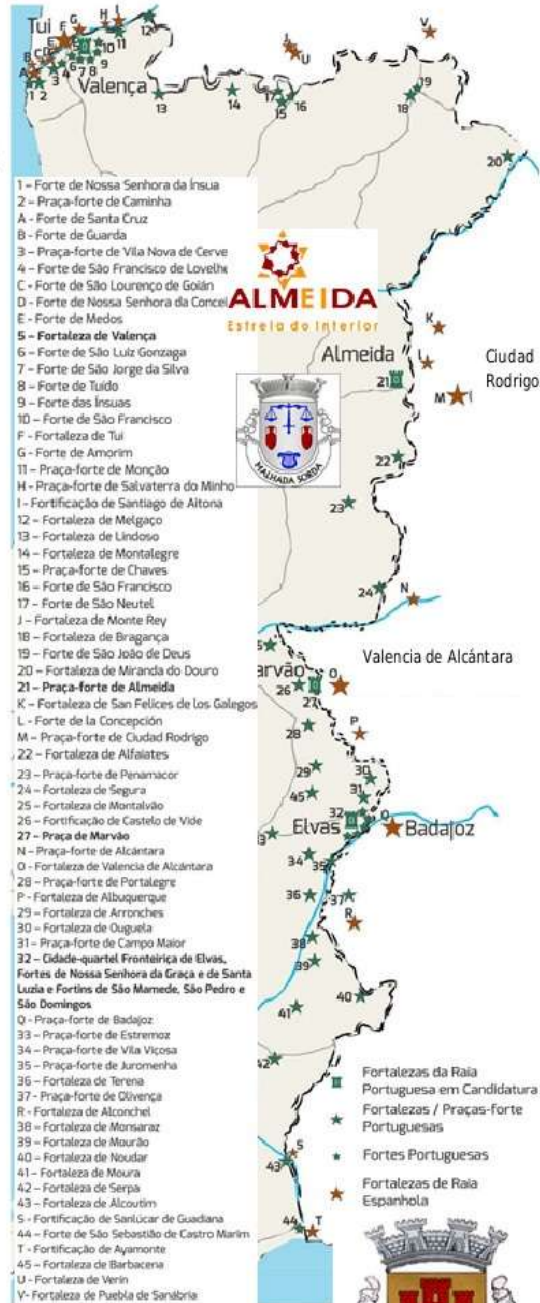 Tui
Valença
1 = Forte de Nossa Senhora da Ínsua
2 = Praça-forte de Caminha
A - Forte de Santa Cruz
B - Forte de Guarda
3 - Praça-forte de Vila Nova de Cerve
4 - Forte de São Francisco de Lovelhe
C - Forte de São Lourenço de Goián
D - Forte de Nossa Senhora da Concei
E - Forte de Medos
5 - Fortaleza de Valença
6 - Forte de São Luiz Gonzaga
7 - Forte de São Jorge da Silva
8 = Forte de Tuído
9 - Forte das Ínsuas
10 - Forte de São Francisco
F - Fortaleza de Tui
G - Forte de Amorim
11 - Praça-forte de Monção
H - Praça-forte de Salvaterra do Minho
I - Fortificação de Santiago de Aitona
12 - Fortaleza de Melgaço
13 - Fortaleza de Lindoso
14 - Fortaleza de Montalegre
15 = Praça-forte de Chaves
16 = Forte de São Francisco
17 - Forte de São Neutel
J - Fortaleza de Monte Rey
18 - Fortaleza de Bragança
19 - Forte de São João de Deus
20 = Fortaleza de Miranda do Douro
21 - Praça-forte de Almeida
K - Fortaleza de San Felices de los Galegos
L - Forte de la Concepción
M - Praça-forte de Ciudad Rodrigo
22 - Fortaleza de Alfaiates
23 - Praça-forte de Penamacor
24 - Fortaleza de Segura
25 - Fortaleza de Montalvão
26 - Fortificação de Castelo de Vide
27 - Praça de Marvão
N - Praça-forte de Alcántara
O - Fortaleza de Valencia de Alcántara
28 - Praça-forte de Portalegre
P - Fortaleza de Albuquerque
29 = Fortaleza de Arronches
30 = Fortaleza de Ouguela
31 = Praça-forte de Campo Maior
32 - Cidade-quartel Fronteiriça de Elvas,
Fortes de Nossa Senhora da Graça e de Santa
Luzia e Fortins de São Mamede, São Pedro e
São Domingos
Q - Praça-forte de Badajoz
33 - Praça-forte de Estremoz
34 - Praça-forte de Vila Viçosa
35 - Praça-forte de Juromenha
36 - Fortaleza de Terena
37 - Praça-forte de Olivença
R - Fortaleza de Alconchel
38 = Fortaleza de Monsaraz
39 = Fortaleza de Mourão
40 = Fortaleza de Noudar
41 - Fortaleza de Moura
42 - Fortaleza de Serpa
43 - Fortaleza de Alcoutim
S - Fortificação de Sanlúcar de Guadiana
44 - Forte de São Sebastião de Castro Marim
T - Fortificação de Ayamonte
45 - Fortaleza de Barbacena
U - Fortaleza de Verín
V- Fortaleza de Puebla de Sanábria
ALMEIDA
Estrela do Interior
Almeida
Ciudad
Rodrigo
MALHADA SORDA
Valencia de Alcántara
arvão
Elvas
Badajoz
Fortalezas da Raia
Portuguesa em Candidatura
Fortalezas / Praças-forte
Portuguesas
Fortes Portugueses
Fortalezas de Raia
Espanhola